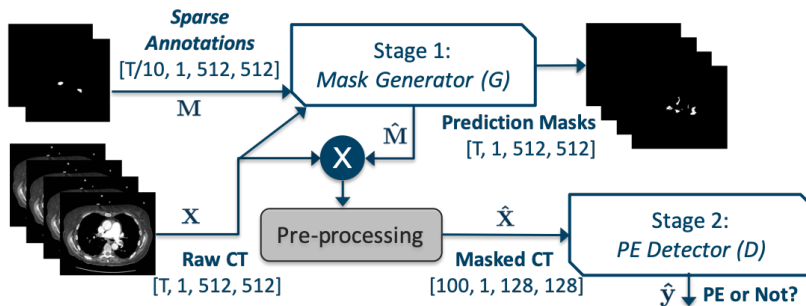 Sparse
Annotations
[T/10, 1, 512, 512]
M
Stage 1:
Mask Generator (G)
M̂
Prediction Masks
[T, 1, 512, 512]
X
X
Raw CT
[T, 1, 512, 512]
Pre-processing
X̂
Masked CT
[100, 1, 128, 128]
Stage 2:
PE Detector (D)
ŷ PE or Not?